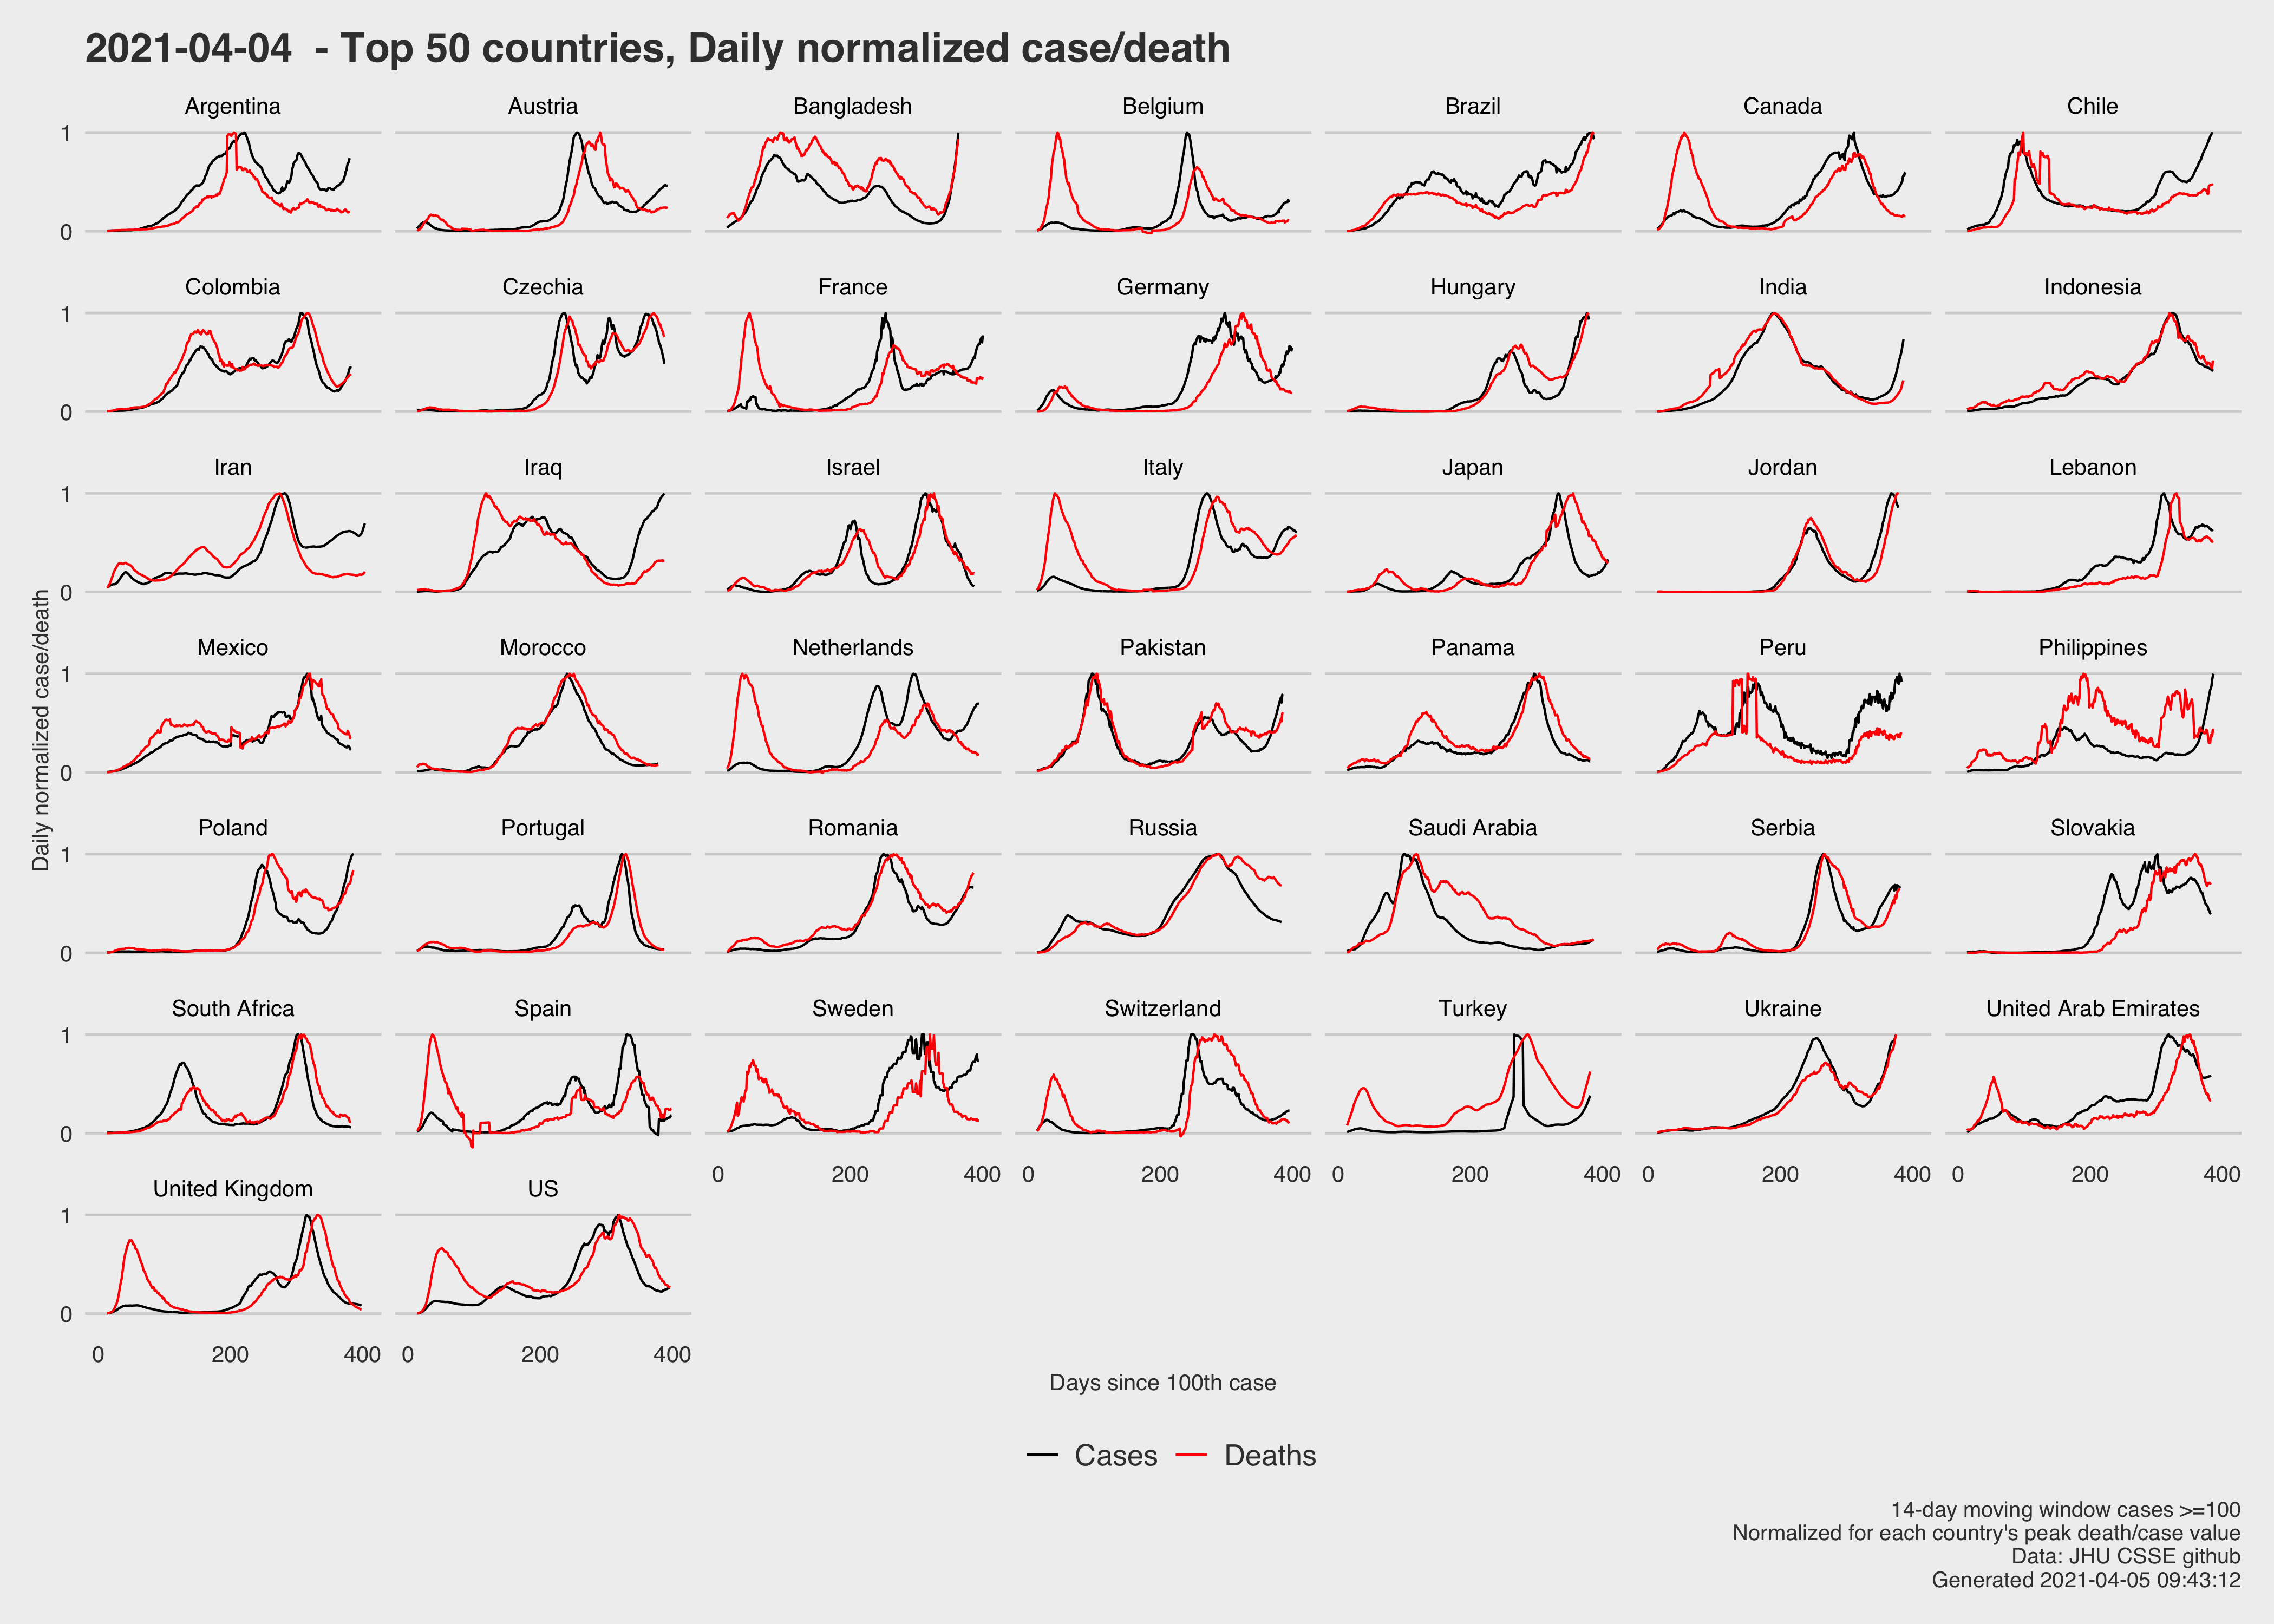 2021-04-04 - Top 50 countries, Daily normalized case/death
Argentina Austria Bangladesh Belgium Brazil Canada Chile
1
0
Colombia Czechia France Germany Hungary India Indonesia
1
0
Iran Iraq Israel Italy Japan Jordan Lebanon
1
0
Daily normalized case/death
Mexico Morocco Netherlands Pakistan Panama Peru Philippines
1
0
Poland Portugal Romania Russia Saudi Arabia Serbia Slovakia
1
0
South Africa Spain Sweden Switzerland Turkey Ukraine United Arab Emirates
1
0
0 200 400 0 200 400 0 200 400 0 200 400 0 200 400
United Kingdom US
1
0
0 200 400 0 200 400
Days since 100th case
Cases Deaths
14-day moving window cases >=100
Normalized for each country's peak death/case value
Data: JHU CSSE github
Generated 2021-04-05 09:43:12